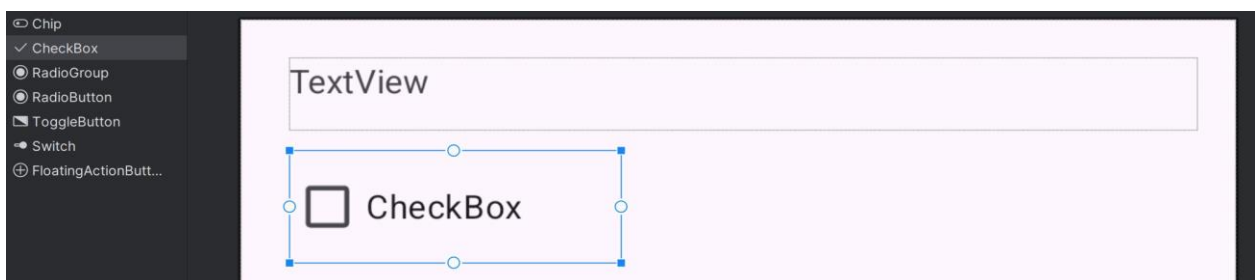 Chip
CheckBox
RadioGroup
RadioButton
ToggleButton
Switch
FloatingActionButt...
TextView
CheckBox